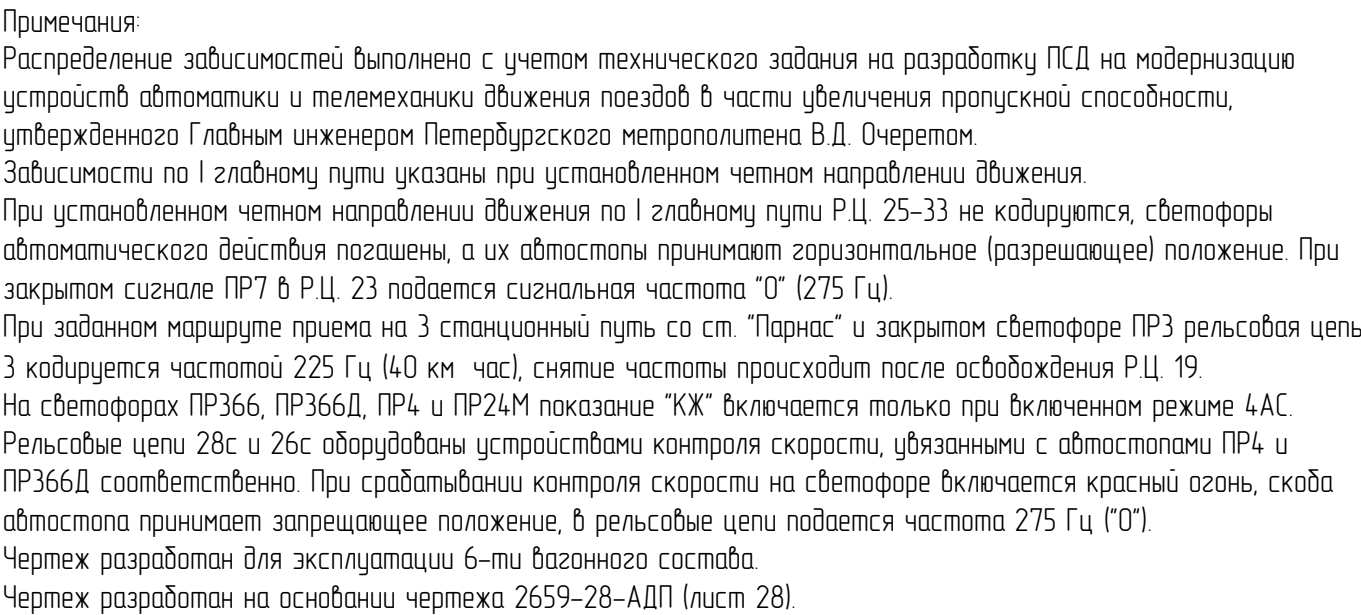 Примечания:
Распределение зависимостей выполнено с учетом технического задания на разработку ПСД на модернизацию
устройств автоматики и телемеханики движения поездов в части увеличения пропускной способности,
утвержденного Главным инженером Петербургского метрополитена В.Д. Очеретом.
Зависимости по I главному пути указаны при установленном четном направлении движения.
При установленном четном направлении движения по I главному пути Р.Ц. 25-33 не кодируются, светофоры
автоматического действия погашены, а их автостопы принимают горизонтальное (разрешающее) положение. При
закрытом сигнале ПР7 в Р.Ц. 23 подается сигнальная частота "0" (275 Гц).
При заданном маршруте приема на 3 станционный путь со ст. "Парнас" и закрытом светофоре ПР3 рельсовая цепь
3 кодируется частотой 225 Гц (40 км час), снятие частоты происходит после освобождения Р.Ц. 19.
На светофорах ПР366, ПР366Д, ПР4 и ПР24М показание "КЖ" включается только при включенном режиме 4АС.
Рельсовые цепи 28с и 26с оборудованы устройствами контроля скорости, увязанными с автостопами ПР4 и
ПР366Д соответственно. При срабатывании контроля скорости на светофоре включается красный огонь, скоба
автостопа принимает запрещающее положение, в рельсовые цепи подается частота 275 Гц ("0").
Чертеж разработан для эксплуатации 6-ти вагонного состава.
Чертеж разработан на основании чертежа 2659-28-АДП (лист 28).